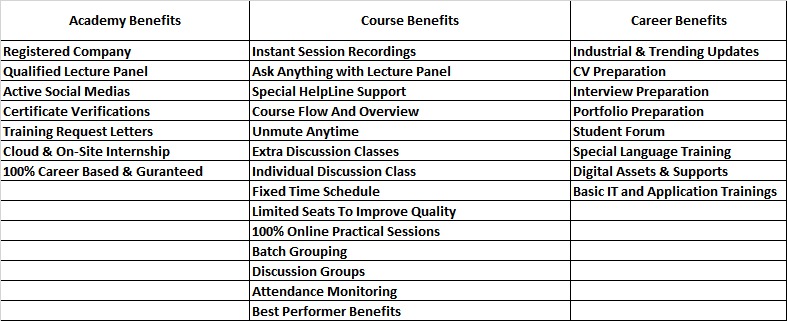 Academy Benefits Course Benefits Career Benefits
Registered Company Instant Session Recordings Industrial & Trending Updates
Qualified Lecture Panel Ask Anything with Lecture Panel CV Preparation
Active Social Medias Special HelpLine Support Interview Preparation
Certificate Verifications Course Flow And Overview Portfolio Preparation
Training Request Letters Unmute Anytime Student Forum
Cloud & On-Site Internship Extra Discussion Classes Special Language Training
100% Career Based & Guranteed Individual Discussion Class Digital Assets & Supports
Fixed Time Schedule Basic IT and Application Trainings
Limited Seats To Improve Quality
100% Online Practical Sessions
Batch Grouping
Discussion Groups
Attendance Monitoring
Best Performer Benefits